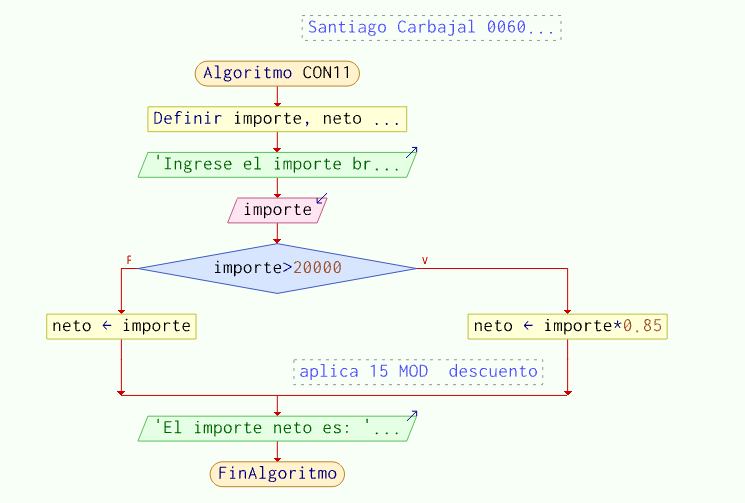 Santiago Carbajal 0060...
Algoritmo CON11
Definir importe, neto ...
'Ingrese el importe br...
importe
importe>20000
F
V
neto ← importe
neto ← importe*0.85
aplica 15 MOD  descuento
'El importe neto es: '...
FinAlgoritmo